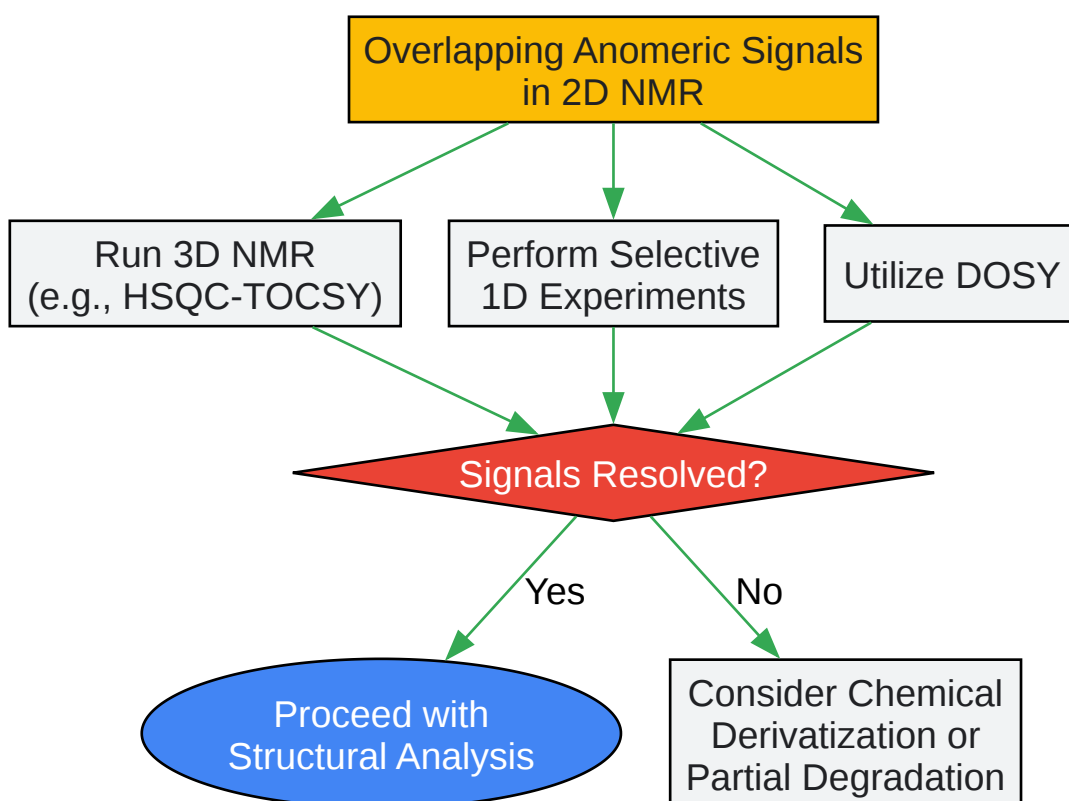 Overlapping Anomeric Signals
in 2D NMR
Run 3D NMR
(e.g., HSQC-TOCSY)
Perform Selective
1D Experiments
Utilize DOSY
Signals Resolved?
Yes
No
Proceed with
Structural Analysis
Consider Chemical
Derivatization or
Partial Degradation